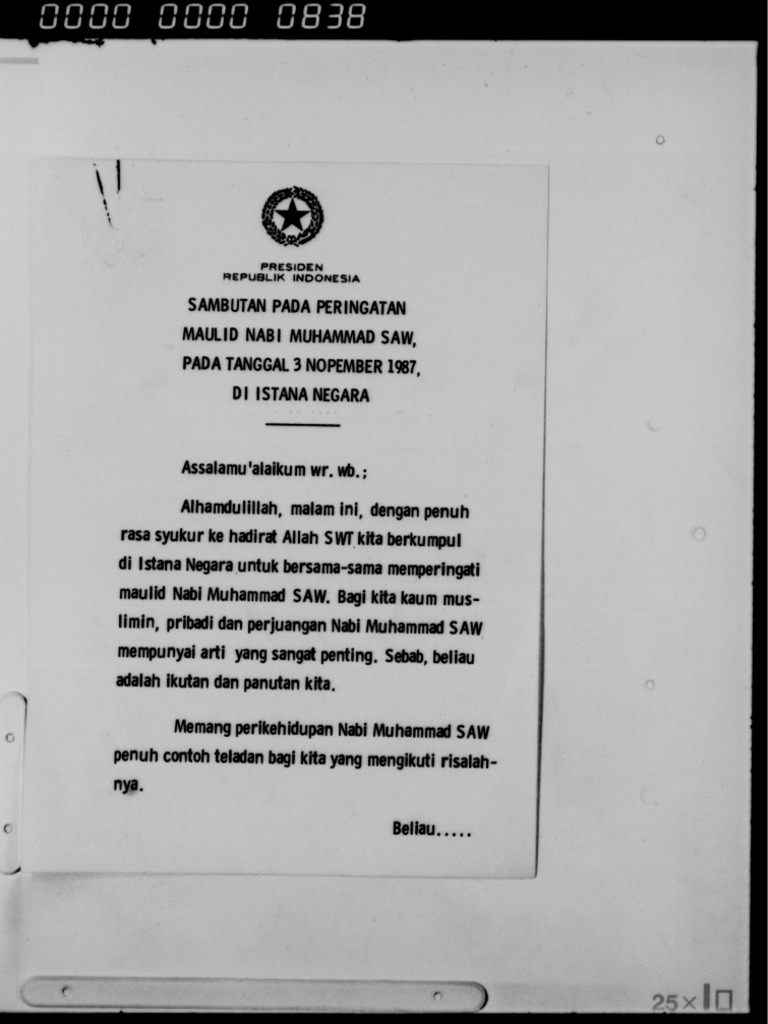 0000 0000 0838
PRESIDEN
REPUBLIK INDONESIA
SAMBUTAN PADA PERINGATAN
MAULID NABI MUHAMMAD SAW,
PADA TANGGAL 3 NOPEMBER 1987,
DI ISTANA NEGARA
Assalamu'alaikum wr. wb.;
Alhamdulillah, malam ini, dengan penuh
rasa syukur ke hadirat Allah SWT kita berkumpul
di Istana Negara untuk bersama-sama memperingati
maulid Nabi Muhammad SAW. Bagi kita kaum mus-
limin, pribadi dan perjuangan Nabi Muhammad SAW
mempunyai arti yang sangat penting. Sebab, beliau
adalah ikutan dan panutan kita.
Memang perikehidupan Nabi Muhammad SAW
penuh contoh teladan bagi kita yang mengikuti risalah-
nya.
Beliau.....
25×